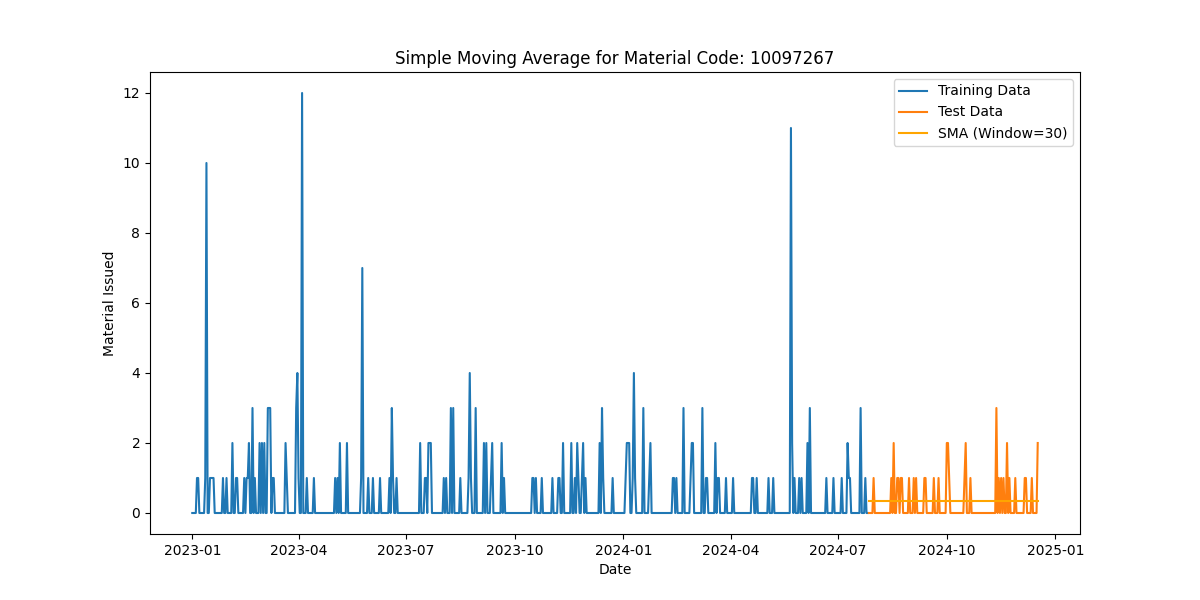 Simple Moving Average for Material Code: 10097267
Training Data
Test Data
SMA (Window=30)
Material Issued
12
10
8
6
4
2
0
2023-01 2023-04 2023-07 2023-10 2024-01 2024-04 2024-07 2024-10 2025-01
Date